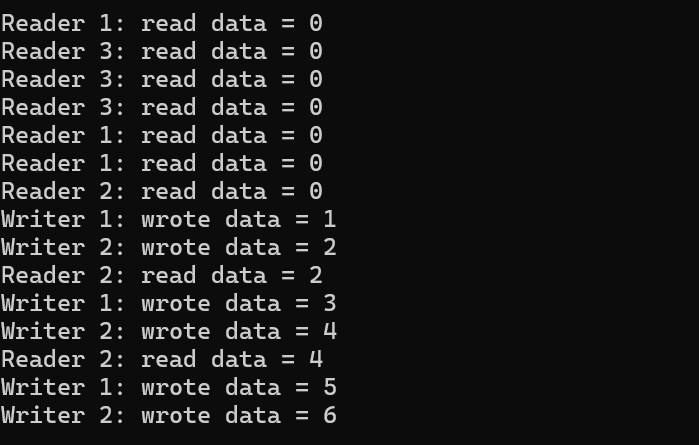 Reader 1: read data = 0
Reader 3: read data = 0
Reader 3: read data = 0
Reader 3: read data = 0
Reader 1: read data = 0
Reader 1: read data = 0
Reader 2: read data = 0
Writer 1: wrote data = 1
Writer 2: wrote data = 2
Reader 2: read data = 2
Writer 1: wrote data = 3
Writer 2: wrote data = 4
Reader 2: read data = 4
Writer 1: wrote data = 5
Writer 2: wrote data = 6